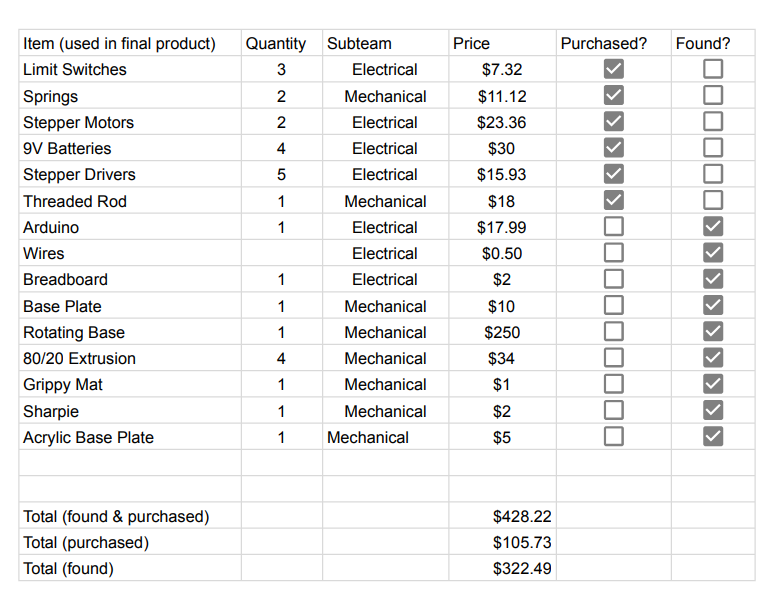 Item (used in final product) Quantity Subteam Price Purchased? Found?
Limit Switches 3 Electrical $7.32
Springs 2 Mechanical $11.12
Stepper Motors 2 Electrical $23.36
9V Batteries 4 Electrical $30
Stepper Drivers 5 Electrical $15.93
Threaded Rod 1 Mechanical $18
Arduino 1 Electrical $17.99
Wires Electrical $0.50
Breadboard 1 Electrical $2
Base Plate 1 Mechanical $10
Rotating Base 1 Mechanical $250
80/20 Extrusion 4 Mechanical $34
Grippy Mat 1 Mechanical $1
Sharpie 1 Mechanical $2
Acrylic Base Plate 1 Mechanical $5
Total (found & purchased) $428.22
Total (purchased) $105.73
Total (found) $322.49